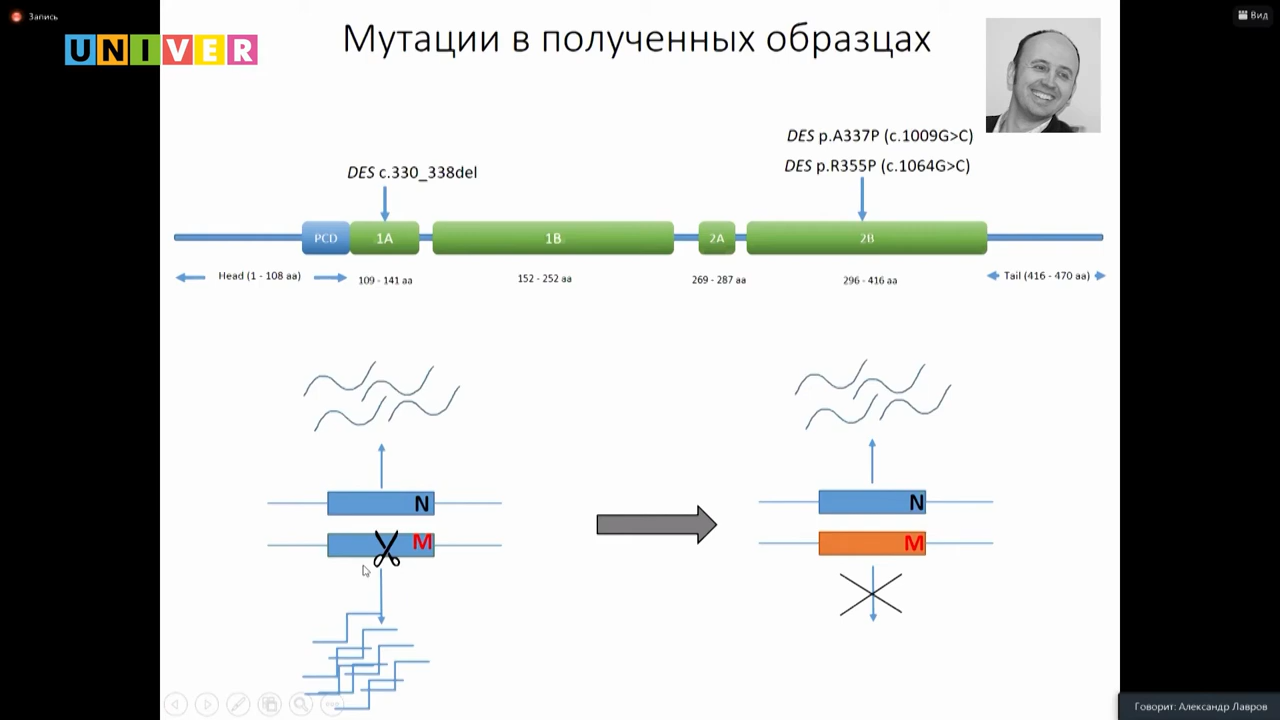 Запись
Вид
UNIVER
Мутации в полученных образцах
DES p.A337P (c.1009G>C)
DES c.330_338del
DES p.R355P (c.1064G>C)
PCD 1A 1B 2A 2B
Head (1 - 108 aa) 109 - 141 aa 152 - 252 aa 269 - 287 aa 296 - 416 aa Tail (416 - 470 aa)
N N
M M
Говорит: Александр Лавров